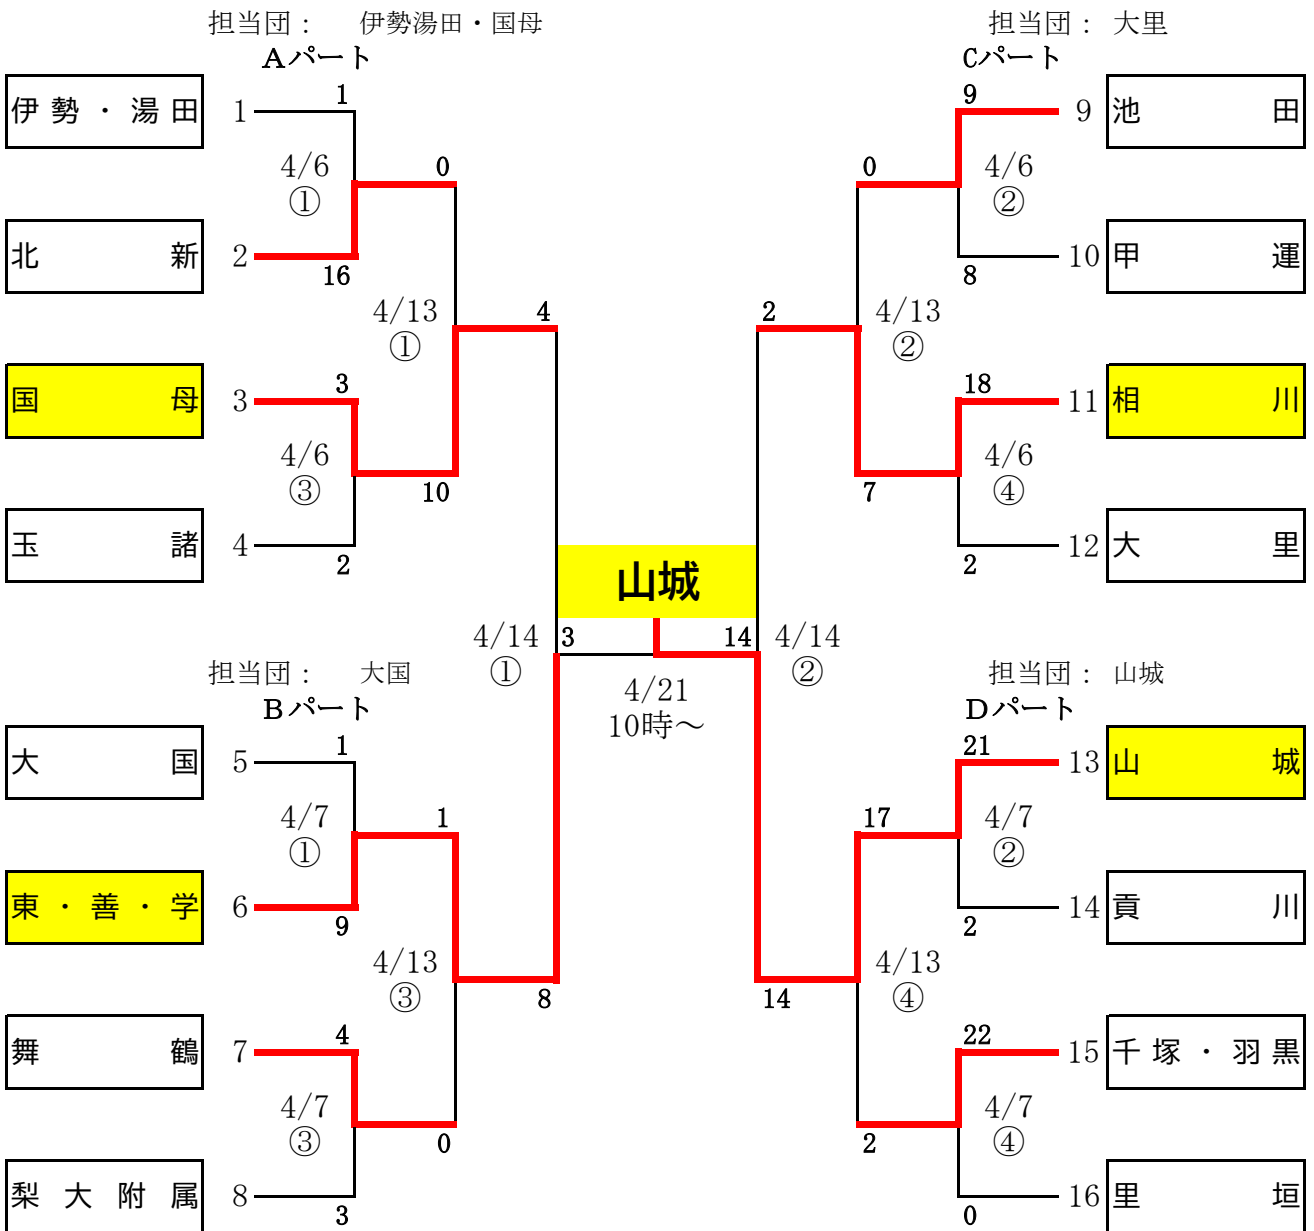 担当団： 伊勢湯田・国母
Aパート
伊勢・湯田 1
1
4/6
①
0
北新 2
16
4/13
①
4
国母 3
3
4/6
③
10
玉諸 4
2
担当団： 大里
Cパート
9
9 池田
0
4/6
②
10 甲運
8
2
4/13
②
18
11 相川
4/6
④
7
12 大里
2
山城
4/14
①
3
14
4/14
②
4/21
10時～
担当団： 大国
Bパート
大国 5
1
4/7
①
1
東・善・学 6
9
4/13
③
8
舞鶴 7
4
4/7
③
0
梨大附属 8
3
担当団： 山城
Dパート
21
13 山城
17
4/7
②
14 貢川
2
4/13
④
14
22
15 千塚・羽黒
4/7
④
2
16 里垣
0